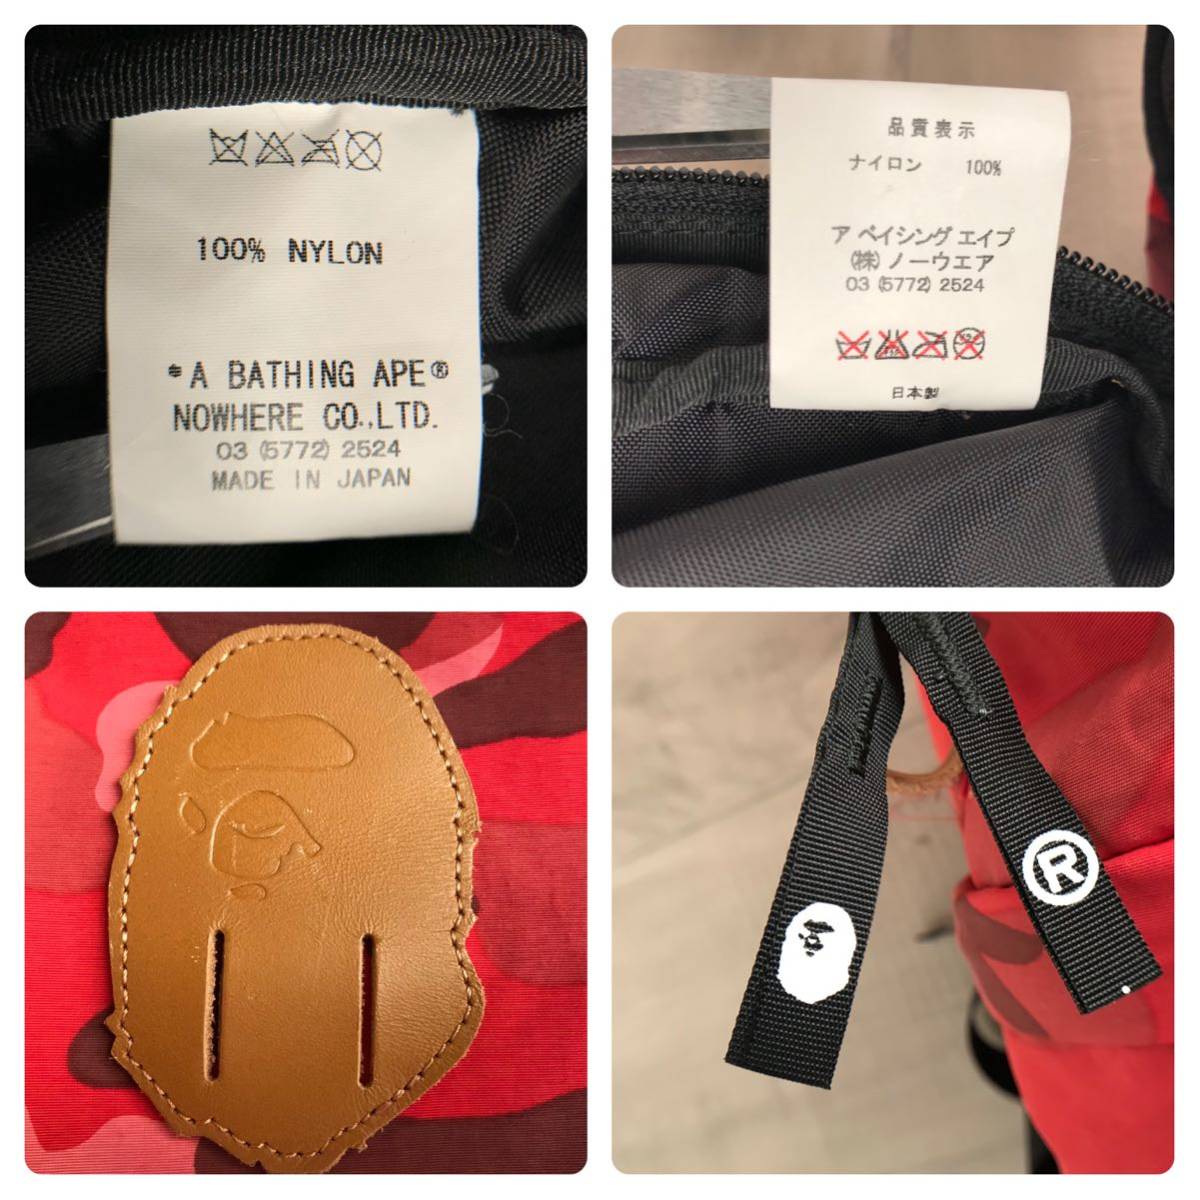 100% NYLON
A BATHING APE®
NOWHERE CO.,LTD.
03 (5772) 2524
MADE IN JAPAN
品質表示
ナイロン 100%
ア ベイシング エイプ
(株) ノーウエア
03 (5772) 2524
日本製
®